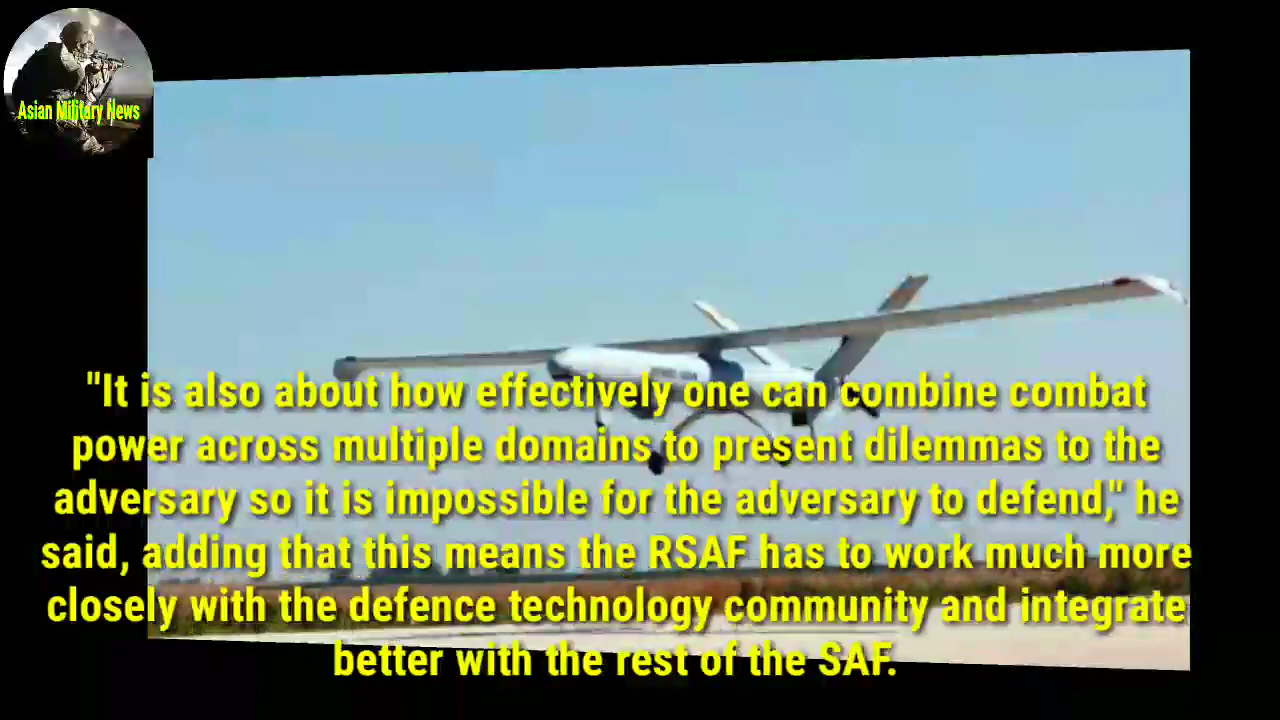 Asian Military News
"It is also about how effectively one can combine combat
power across multiple domains to present dilemmas to the
adversary so it is impossible for the adversary to defend," he
said, adding that this means the RSAF has to work much more
closely with the defence technology community and integrate
better with the rest of the SAF.